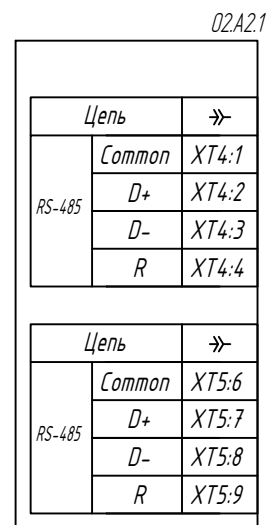 02.A2.1
Цепь
RS-485 Common XT4:1
D+ XT4:2
D- XT4:3
R XT4:4
Цепь
RS-485 Common XT5:6
D+ XT5:7
D- XT5:8
R XT5:9